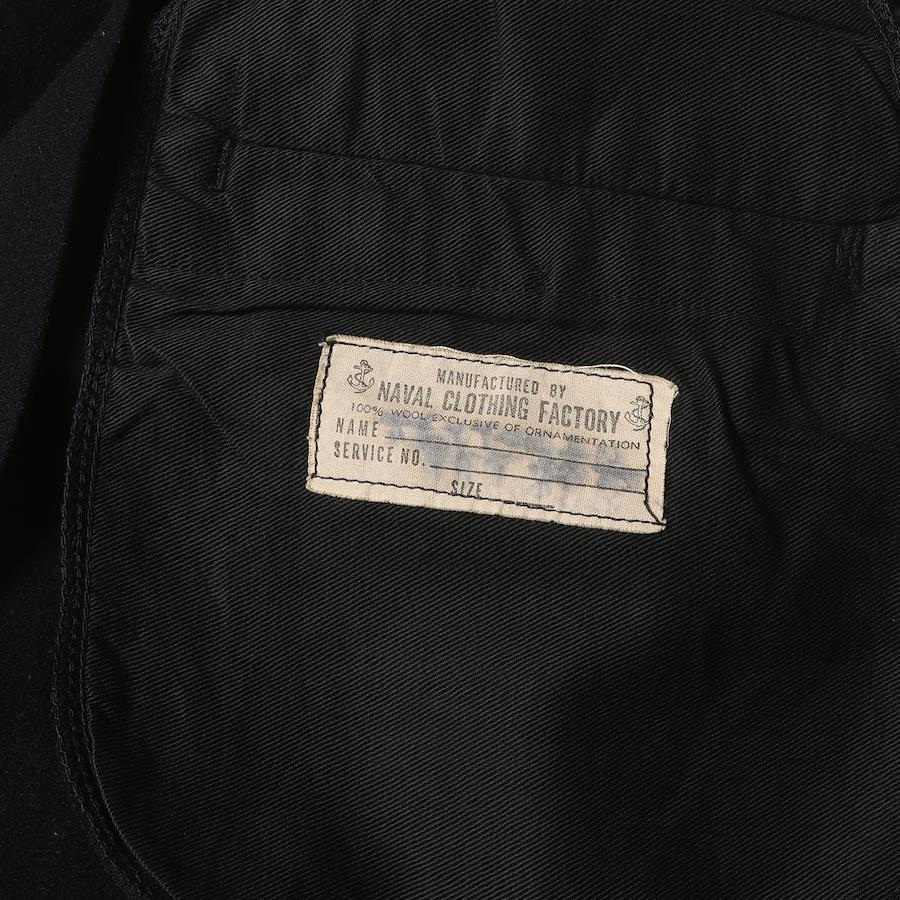 MANUFACTURED BY
NAVAL CLOTHING FACTORY
100% WOOL EXCLUSIVE OF ORNAMENTATION
NAME
SERVICE NO.
SIZE